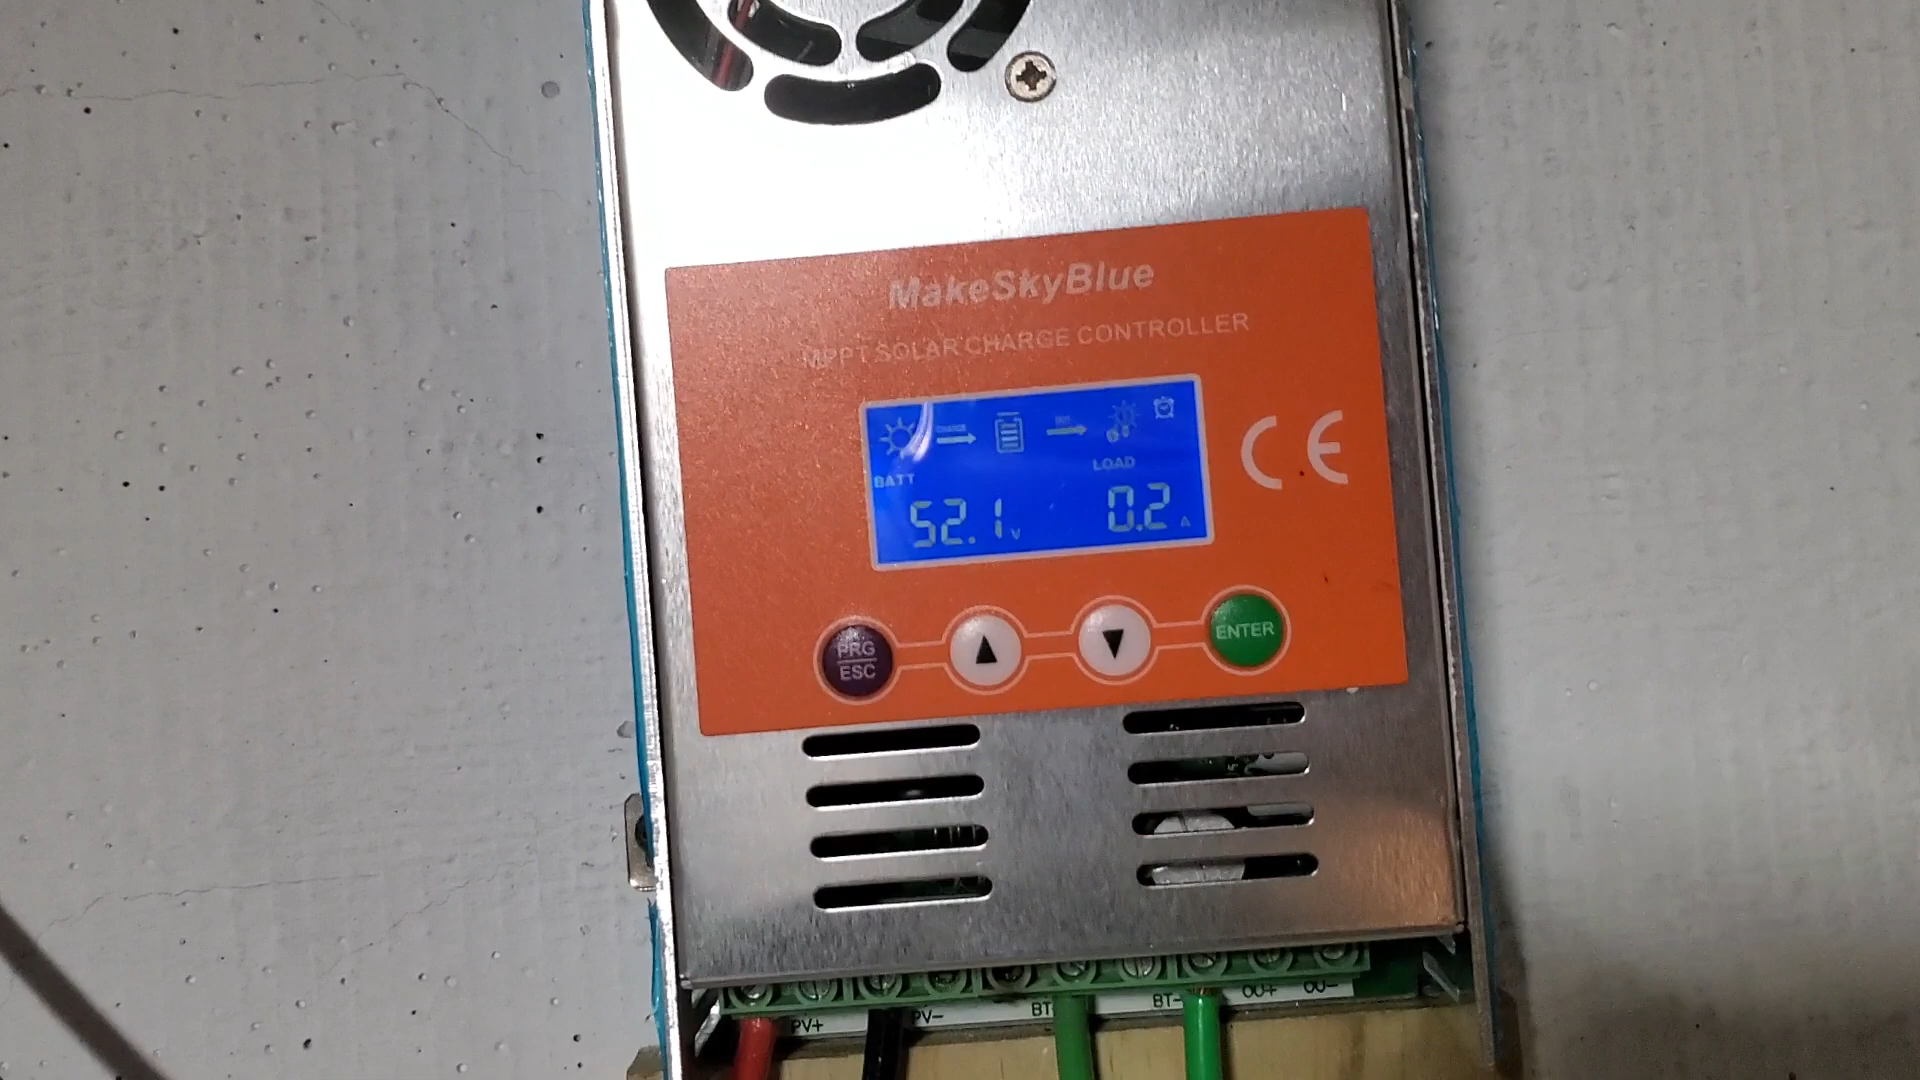 MakeSkyBlue
MPPT SOLAR CHARGE CONTROLLER
CHARGE
BATT
LOAD
52.1 V
0.2 A
CE
PRG
ESC
ENTER
PV+
PV-
BT-
OU+
OU-